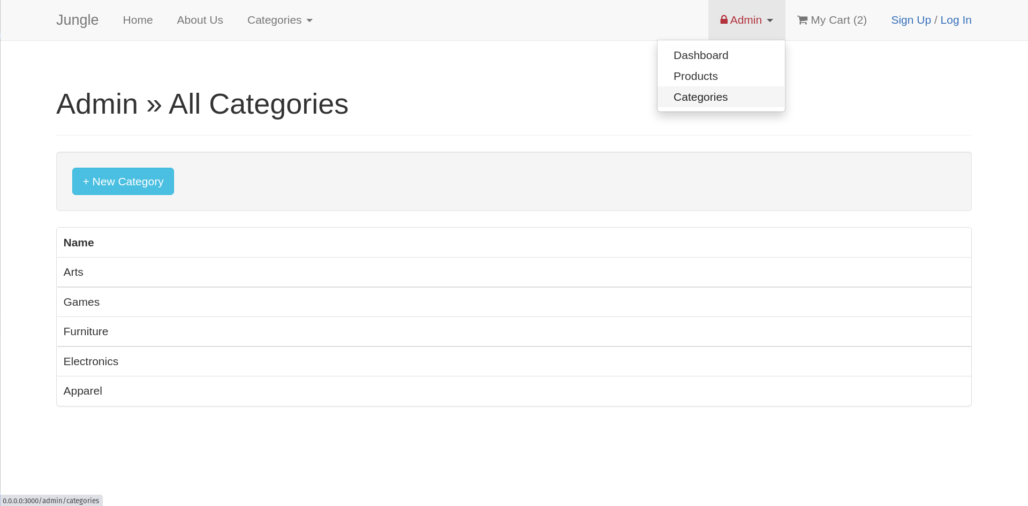 Jungle Home About Us Categories Admin My Cart (2) Sign Up / Log In
Dashboard
Products
Categories
Admin » All Categories
+ New Category
Name
Arts
Games
Furniture
Electronics
Apparel
0.0.0.0:3000/admin/categories